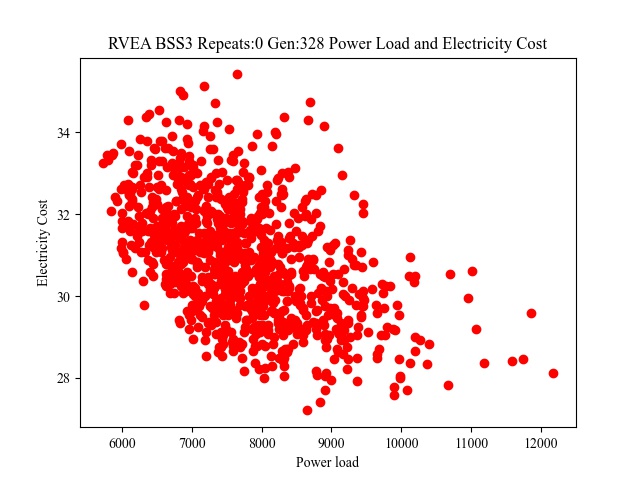 RVEA BSS3 Repeats:0 Gen:328 Power Load and Electricity Cost
34
32
30
28
Electricity Cost
6000 7000 8000 9000 10000 11000 12000
Power load